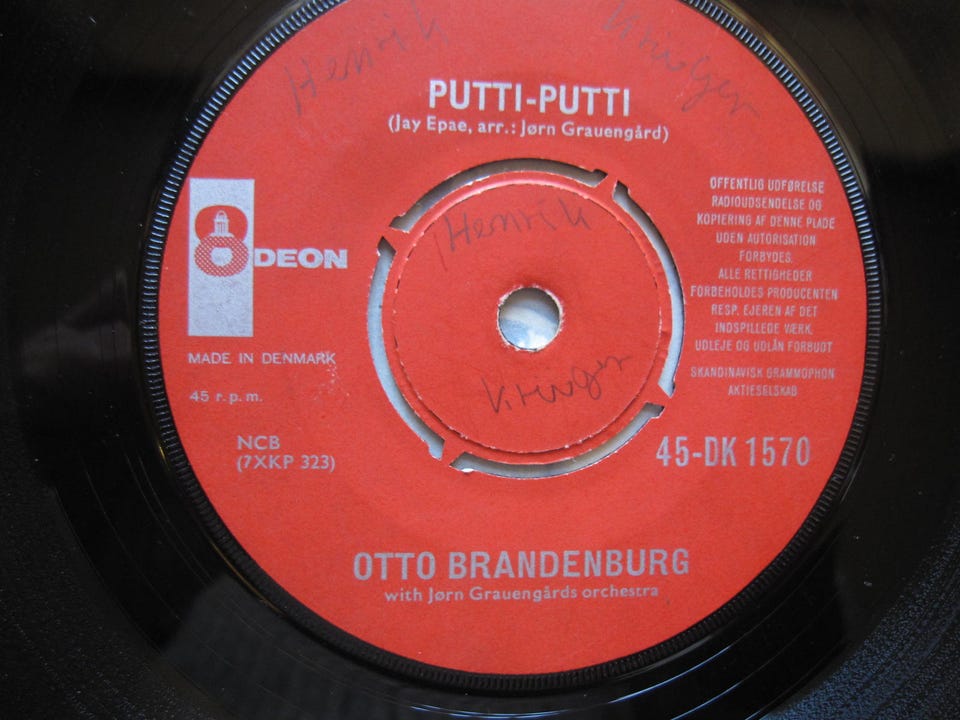 Henrik
PUTTI-PUTTI
(Jay Epae, arr.: Jørn Grauengård)
Henrik
ODEON
MADE IN DENMARK
45 r.p.m.
NCB
(7XKP 323)
OFFENTLIG UDFØRELSE
RADIOUDSENDELSE OG
KOPIERING AF DENNE PLADE
UDEN AUTORISATION
FORBYDES.
ALLE RETTIGHEDER
FORBEHOLDES PRODUCENTEN
RESP. EJEREN AF DET
INDSPILLEDE VÆRK.
UDLEJE OG UDLÅN FORBUDT
SKANDINAVISK GRAMMOPHON
AKTIESELSKAB
45-DK 1570
OTTO BRANDENBURG
with Jørn Grauengårds orchestra